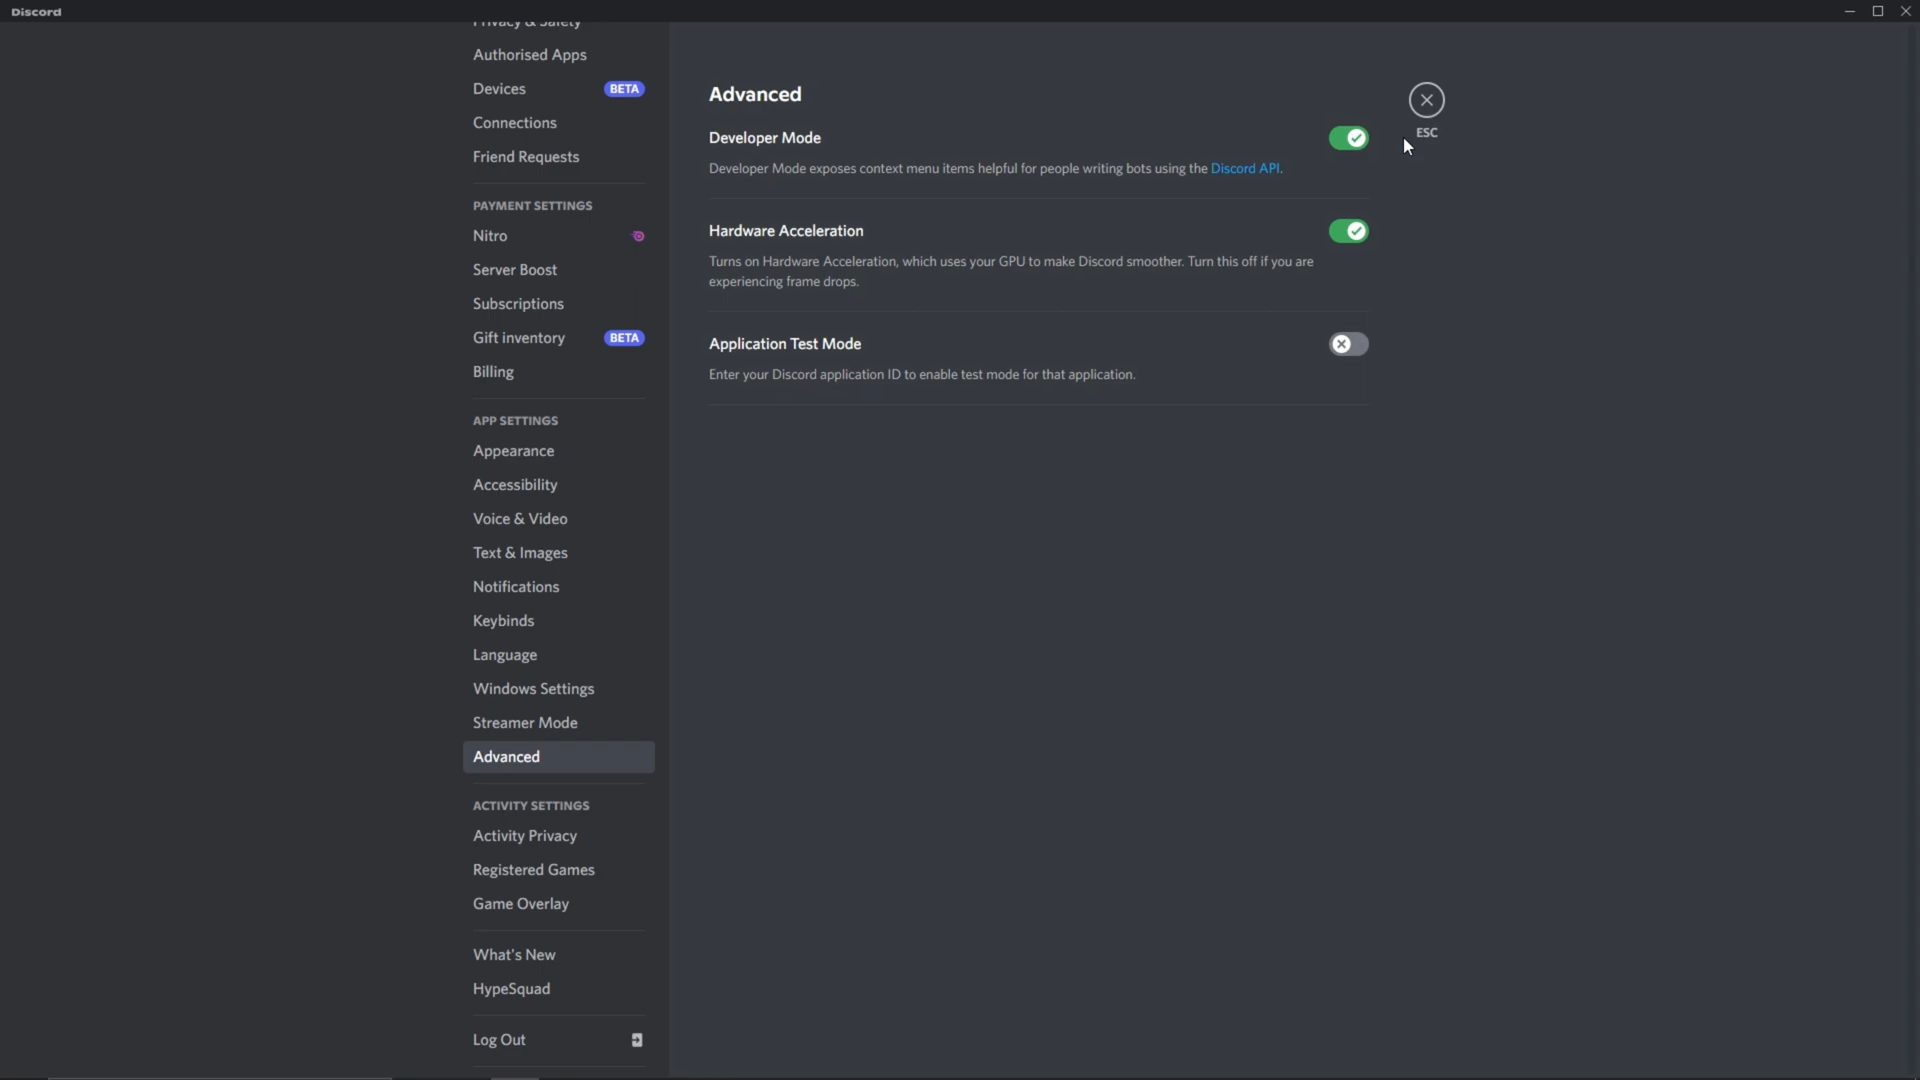 Discord
Privacy & Safety
Authorised Apps
Devices BETA
Connections
Friend Requests
PAYMENT SETTINGS
Nitro
Server Boost
Subscriptions
Gift inventory BETA
Billing
APP SETTINGS
Appearance
Accessibility
Voice & Video
Text & Images
Notifications
Keybinds
Language
Windows Settings
Streamer Mode
Advanced
ACTIVITY SETTINGS
Activity Privacy
Registered Games
Game Overlay
What's New
HypeSquad
Log Out
Advanced
Developer Mode
Developer Mode exposes context menu items helpful for people writing bots using the Discord API.
Hardware Acceleration
Turns on Hardware Acceleration, which uses your GPU to make Discord smoother. Turn this off if you are
experiencing frame drops.
Application Test Mode
Enter your Discord application ID to enable test mode for that application.
ESC